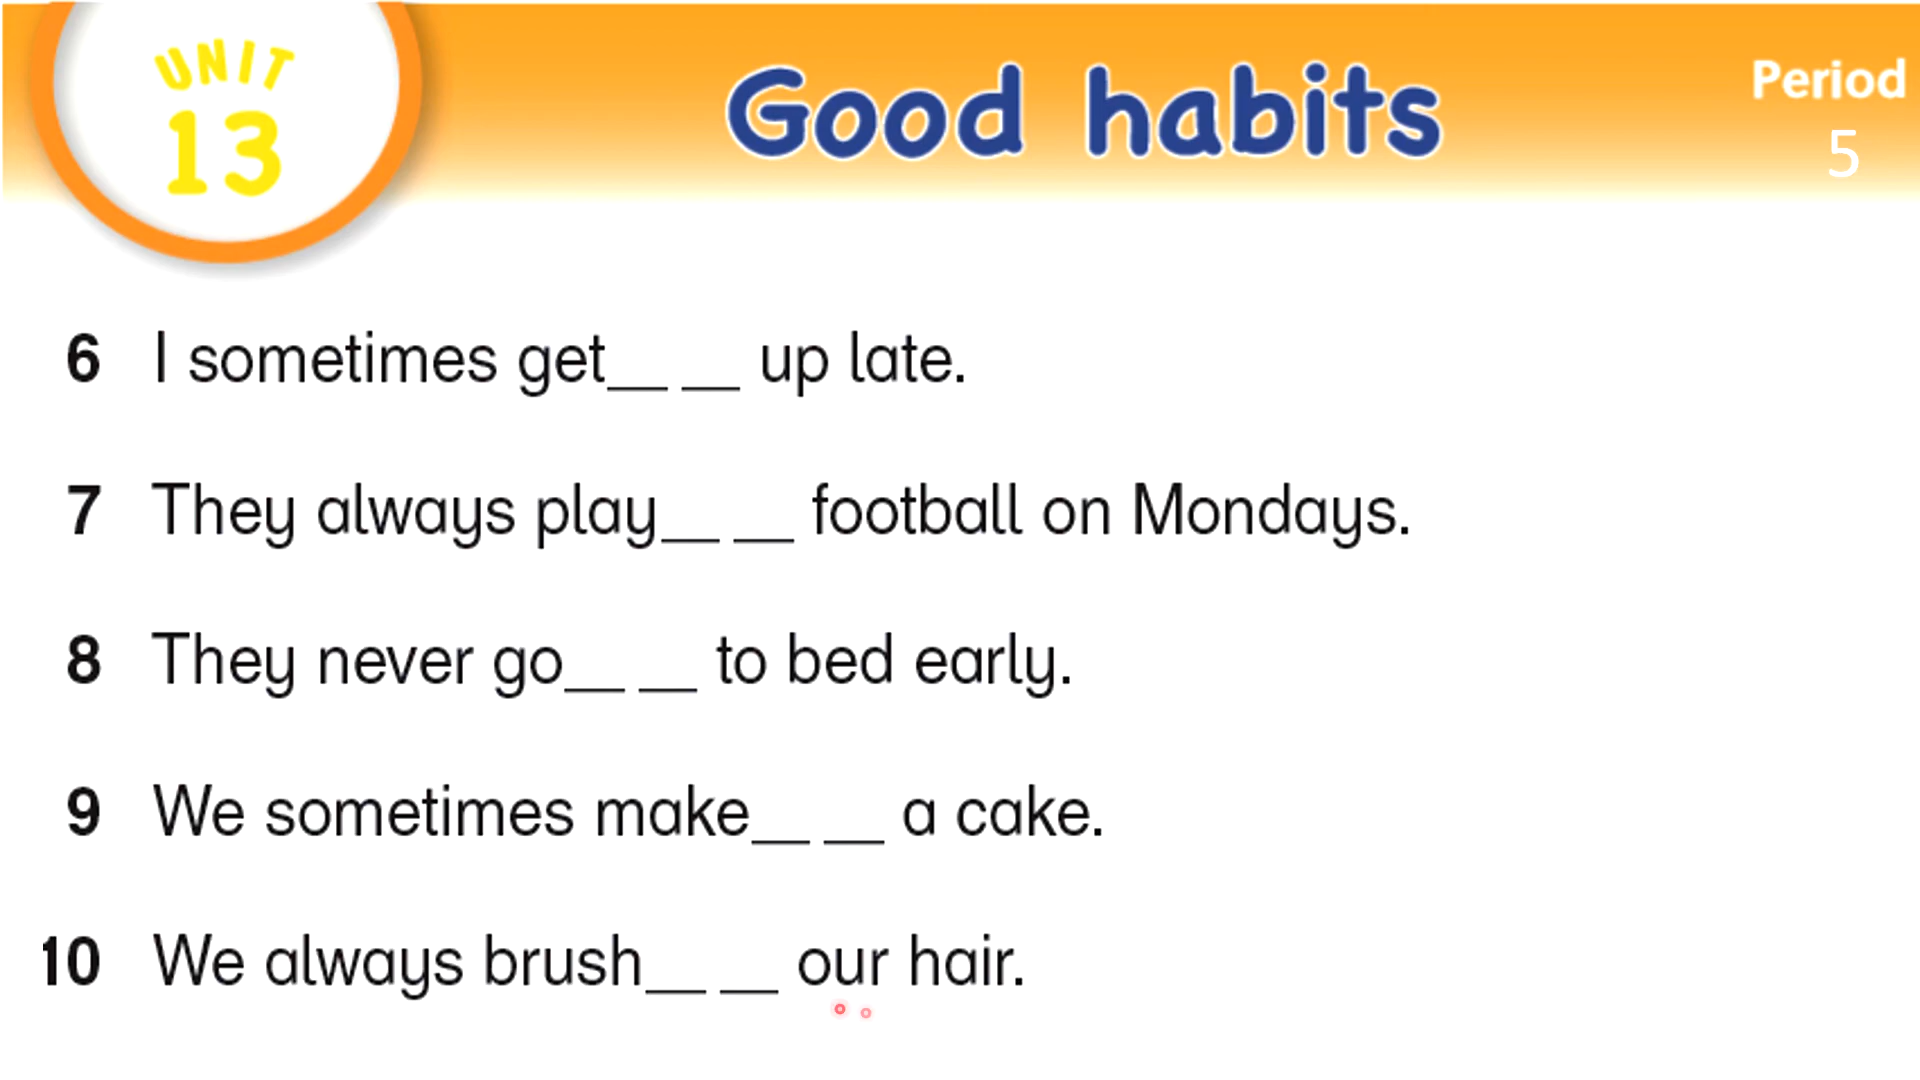 UNIT
13
Good habits
Period
5
6 I sometimes get__ __ up late.
7 They always play__ __ football on Mondays.
8 They never go__ __ to bed early.
9 We sometimes make__ __ a cake.
10 We always brush__ __ our hair.